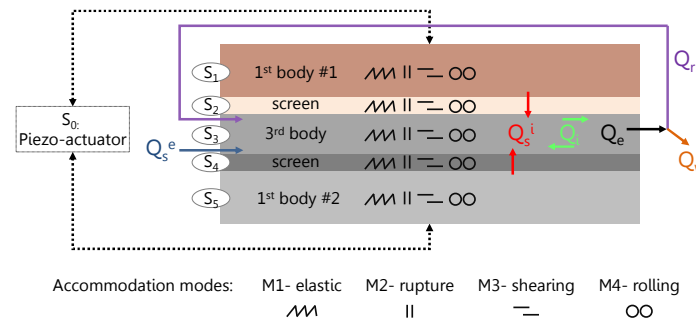 S1 1st body #1
S2 screen
S3 3rd body
S4 screen
S5 1st body #2
S0:
Piezo-actuator
Qse
Qsi
Qi
Qe
Qr
Accommodation modes: M1- elastic M2- rupture M3- shearing M4- rolling